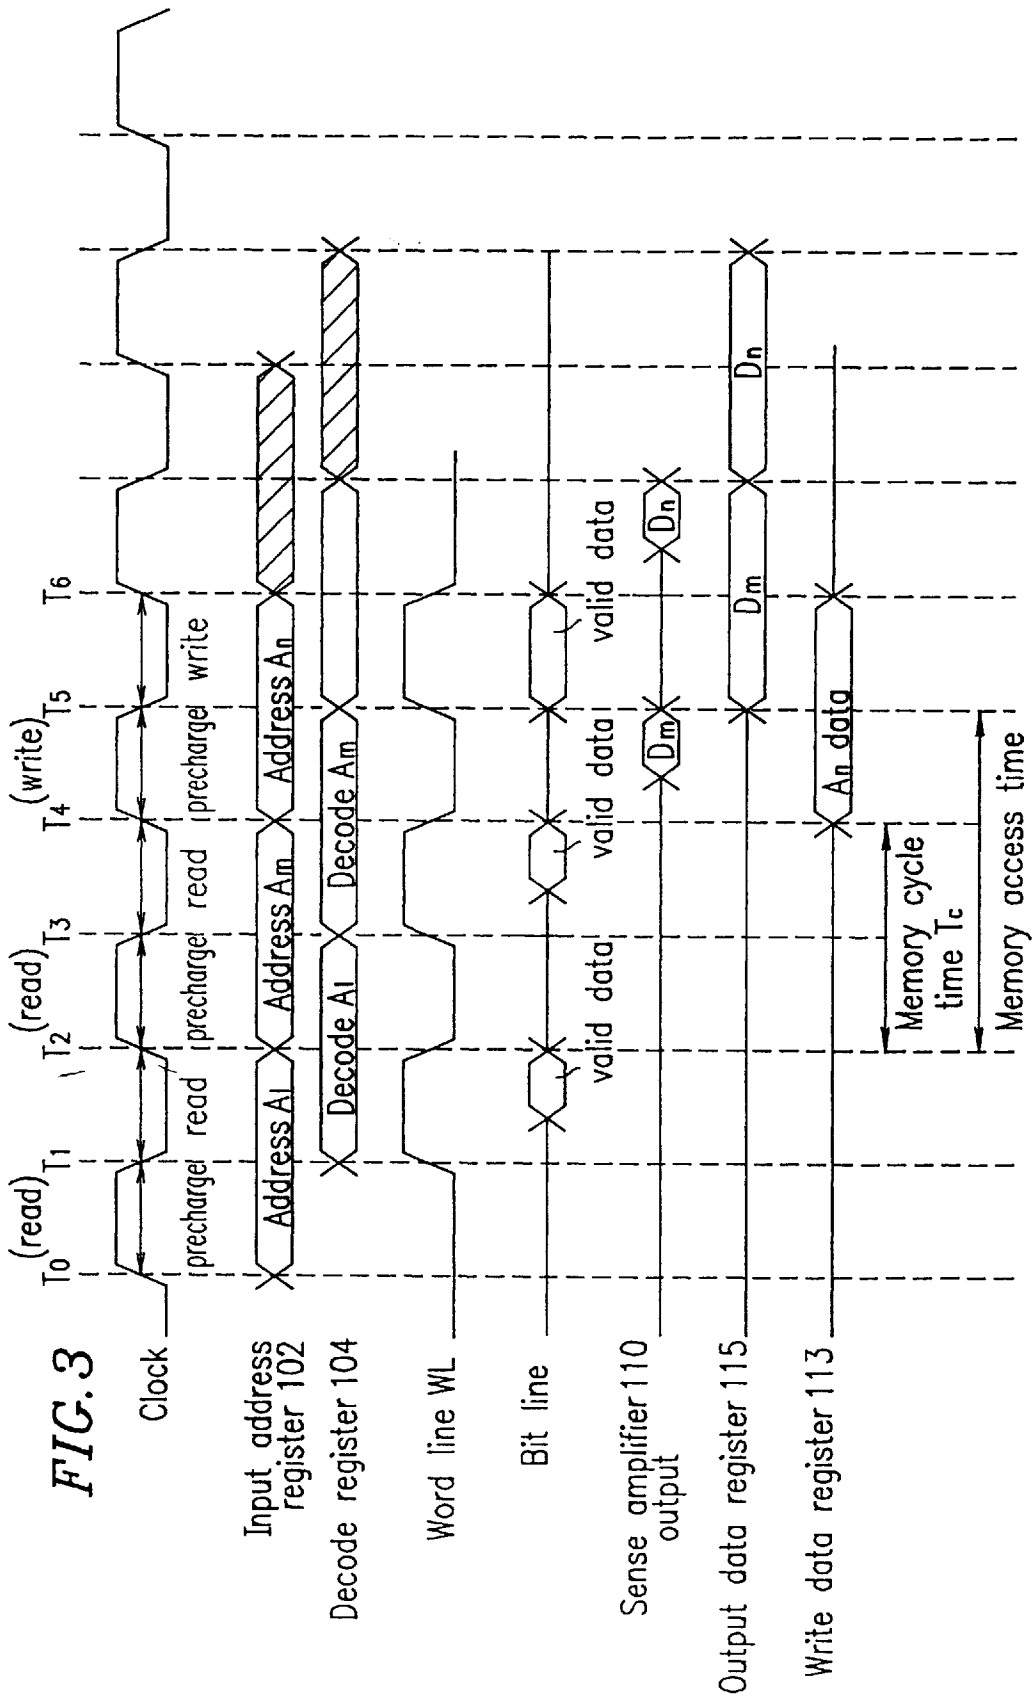 FIG. 3
(read) (read) (write)
T0 T1 T2 T3 T4 T5 T6
Clock
precharge read precharge read precharge write
Input address
register 102
Address Al Address Am Address An
Decode register 104
Decode Al Decode Am
Word line WL
Bit line
valid data valid data valid data
Sense amplifier 110
output
Dm Dn
Output data register 115
Dm Dn
Write data register 113
An data
Memory cycle
time Tc
Memory access time